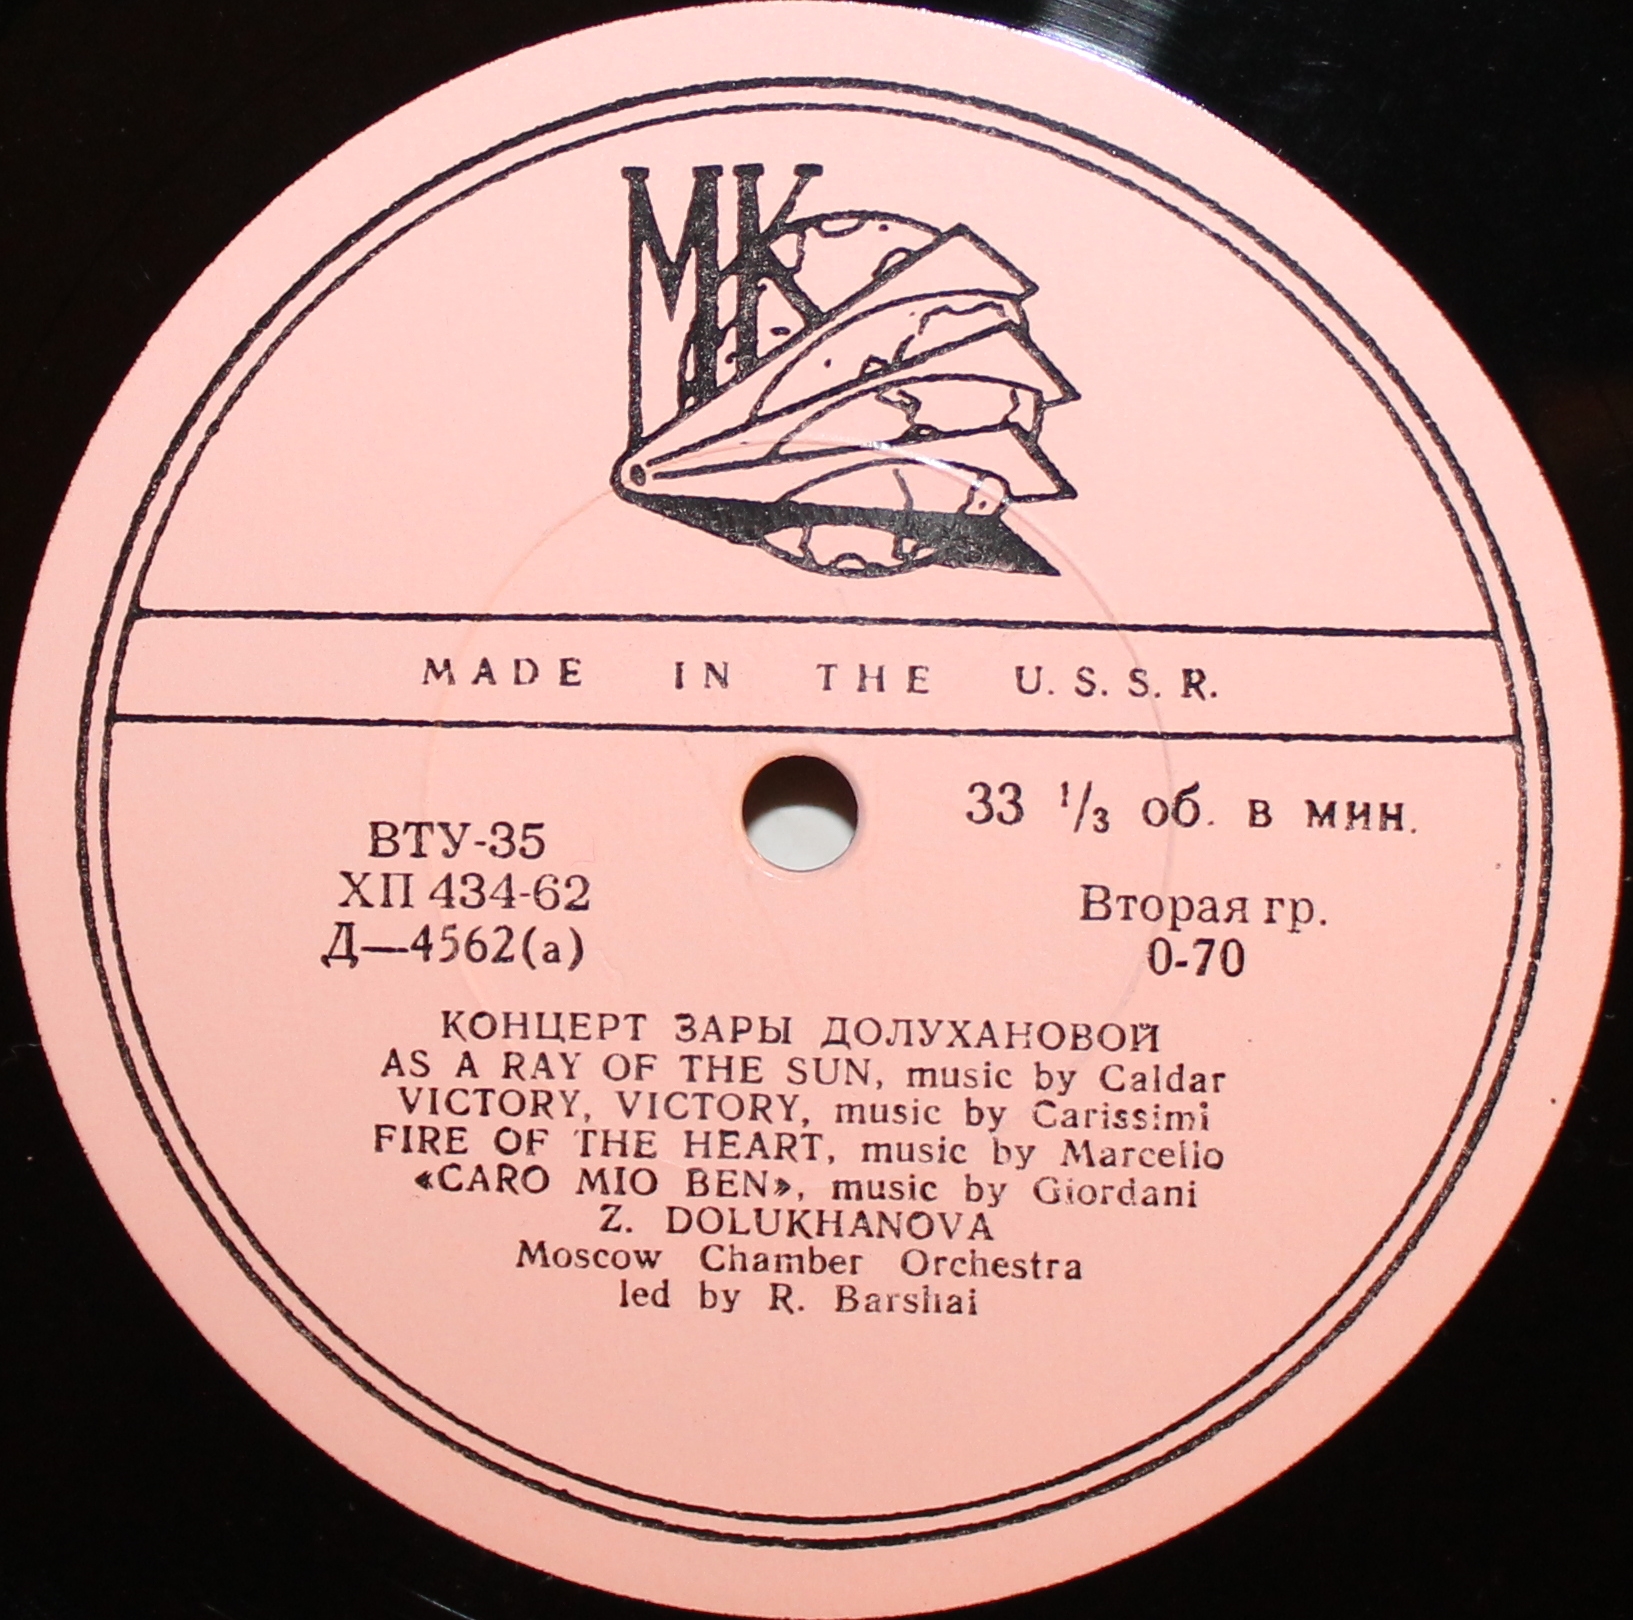 МК
MADE IN THE U.S.S.R.
33 1/3 об. в мин.
ВТУ-35
ХП 434-62
Д—4562(а)
Вторая гр.
0-70
КОНЦЕРТ ЗАРЫ ДОЛУХАНОВОЙ
AS A RAY OF THE SUN, music by Caldar
VICTORY, VICTORY, music by Carissimi
FIRE OF THE HEART, music by Marcello
«CARO MIO BEN», music by Giordani
Z. DOLUKHANOVA
Moscow Chamber Orchestra
led by R. Barshai